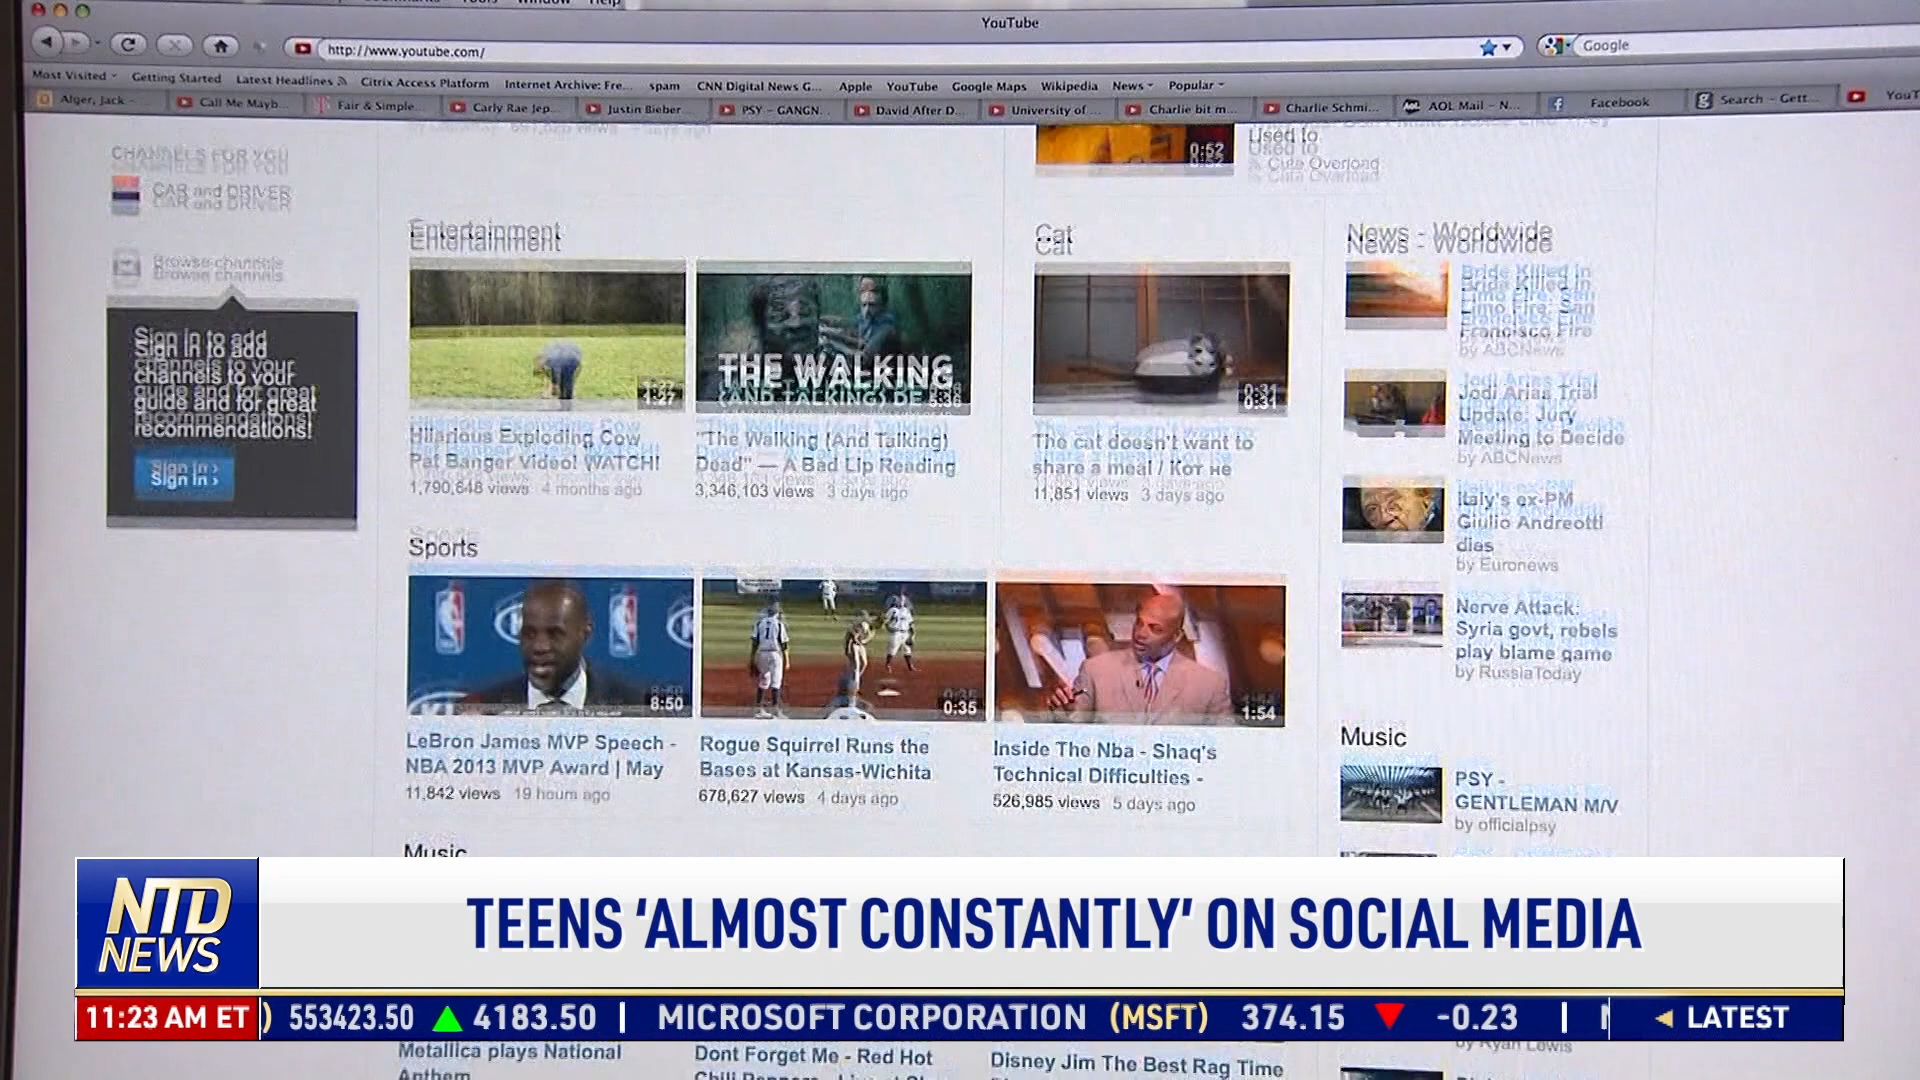 YouTube
http://www.youtube.com/
Google
Most Visited
Getting Started
Latest Headlines
Citrix Access Platform
Internet Archive: Fre...
spam
CNN Digital News G...
Apple
YouTube
Google Maps
Wikipedia
News
Popular
Alger, Jack -
Call Me Mayb...
Fair & Simple...
Carly Rae Jep...
Justin Bieber
PSY - GANGN...
David After D...
University of ...
Charlie bit m...
Charlie Schmi...
AOL Mail - N...
Facebook
Search - Gett...
YouT
CHANNELS FOR YOU
CAR and DRIVER
Browse channels
Sign in to add
channels to your
guide and for great
recommendations!
Sign in ›
0:52
Used to
Cute Overload
Entertainment
1:27
Hilarious Exploding Cow
Pat Banger Video! WATCH!
1,790,648 views 4 months ago
THE WALKING
(AND TALKING) DE
"The Walking (And Talking)
Dead" — A Bad Lip Reading
3,346,103 views 3 days ago
Cat
0:31
The cat doesn't want to
share a meal / Кот не
11,851 views 3 days ago
News - Worldwide
Bride Killed in
Limo Fire: San
Francisco Fire
by ABCNews
Jodi Arias Trial
Update: Jury
Meeting to Decide
by ABCNews
Italy's ex-PM
Giulio Andreotti
dies
by Euronews
Nerve Attack:
Syria govt, rebels
play blame game
by RussiaToday
Sports
8:50
LeBron James MVP Speech -
NBA 2013 MVP Award | May
11,842 views 19 hours ago
0:35
Rogue Squirrel Runs the
Bases at Kansas-Wichita
678,627 views 4 days ago
1:54
Inside The Nba - Shaq's
Technical Difficulties -
526,985 views 5 days ago
Music
PSY -
GENTLEMAN M/V
by officialpsy
Music
NTD
NEWS
TEENS ‘ALMOST CONSTANTLY’ ON SOCIAL MEDIA
11:23 AM ET
) 553423.50 ▲ 4183.50 | MICROSOFT CORPORATION (MSFT) 374.15 ▼ -0.23 |
◄ LATEST
Metallica plays National
Anthem
Dont Forget Me - Red Hot
Disney Jim The Best Rag Time
by Ryan Lewis